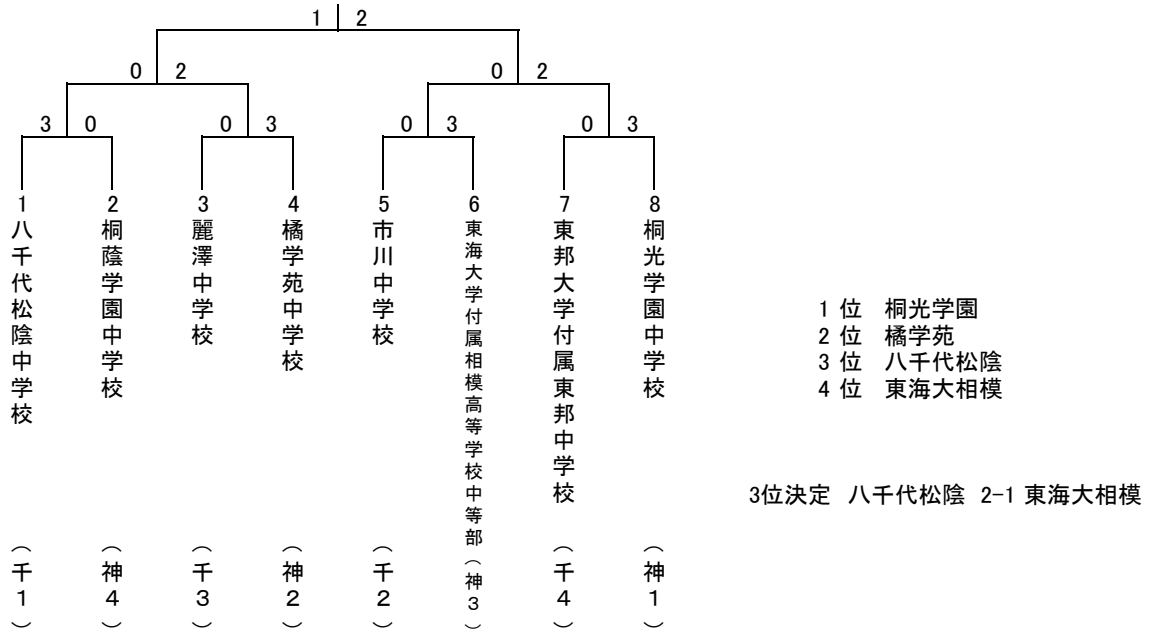 1 2
0 2 0 2
3 0 0 3 0 3 0 3
1 八千代松陰中学校 (千1)
2 桐蔭学園中学校 (神4)
3 麗澤中学校 (千3)
4 橘学苑中学校 (神2)
5 市川中学校 (千2)
6 東海大学付属相模高等学校中等部 (神3)
7 東邦大学付属東邦中学校 (千4)
8 桐光学園中学校 (神1)
1 位 桐光学園
2 位 橘学苑
3 位 八千代松陰
4 位 東海大相模
3位決定 八千代松陰 2-1 東海大相模